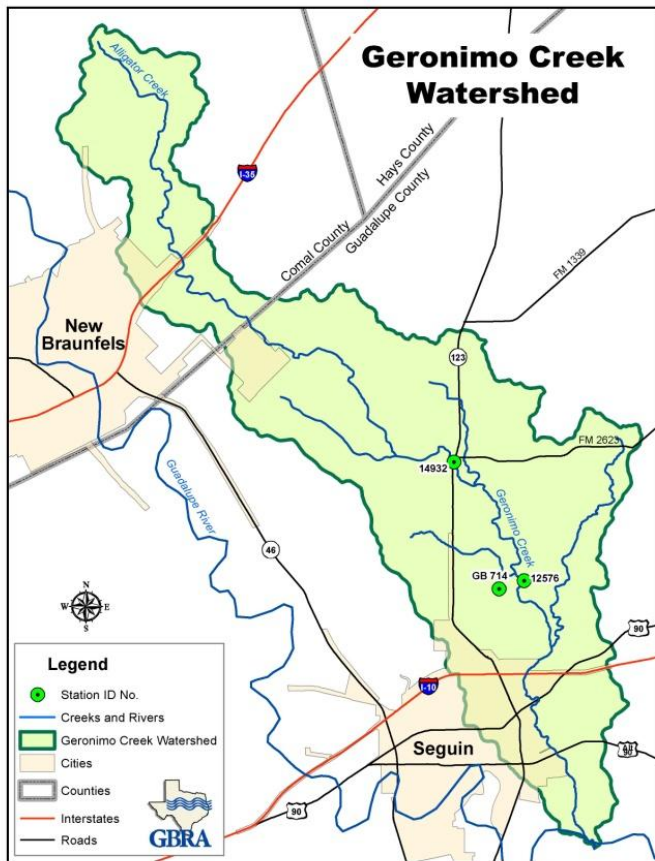 Geronimo Creek
Watershed
Alligator Creek
I-35
Hays County
Comal County
Guadalupe County
FM 1339
New
Braunfels
123
FM 2623
14932
Guadalupe River
Geronimo Creek
46
GB 714
12576
N
W E
S
90
I-10
Seguin
90
90
Legend
Station ID No.
Creeks and Rivers
Geronimo Creek Watershed
Cities
Counties
Interstates
Roads
GBRA